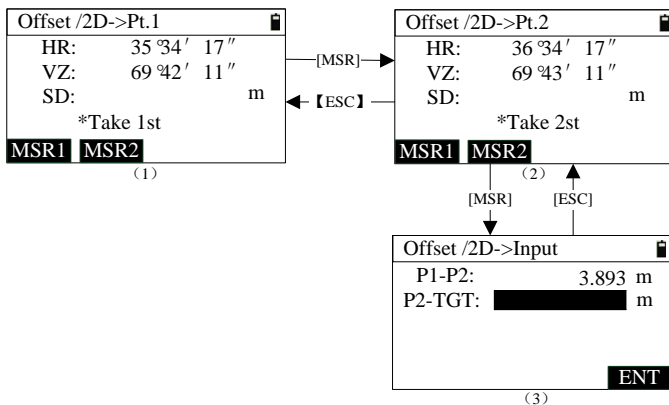 Offset /2D->Pt.1
HR: 35°34′ 17″
VZ: 69°42′ 11″
SD: m
*Take 1st
MSR1 MSR2
(1)
[MSR]
【ESC】
Offset /2D->Pt.2
HR: 36°34′ 17″
VZ: 69°43′ 11″
SD: m
*Take 2st
MSR1 MSR2
(2)
[MSR] [ESC]
Offset /2D->Input
P1-P2: 3.893 m
P2-TGT: m
ENT
(3)